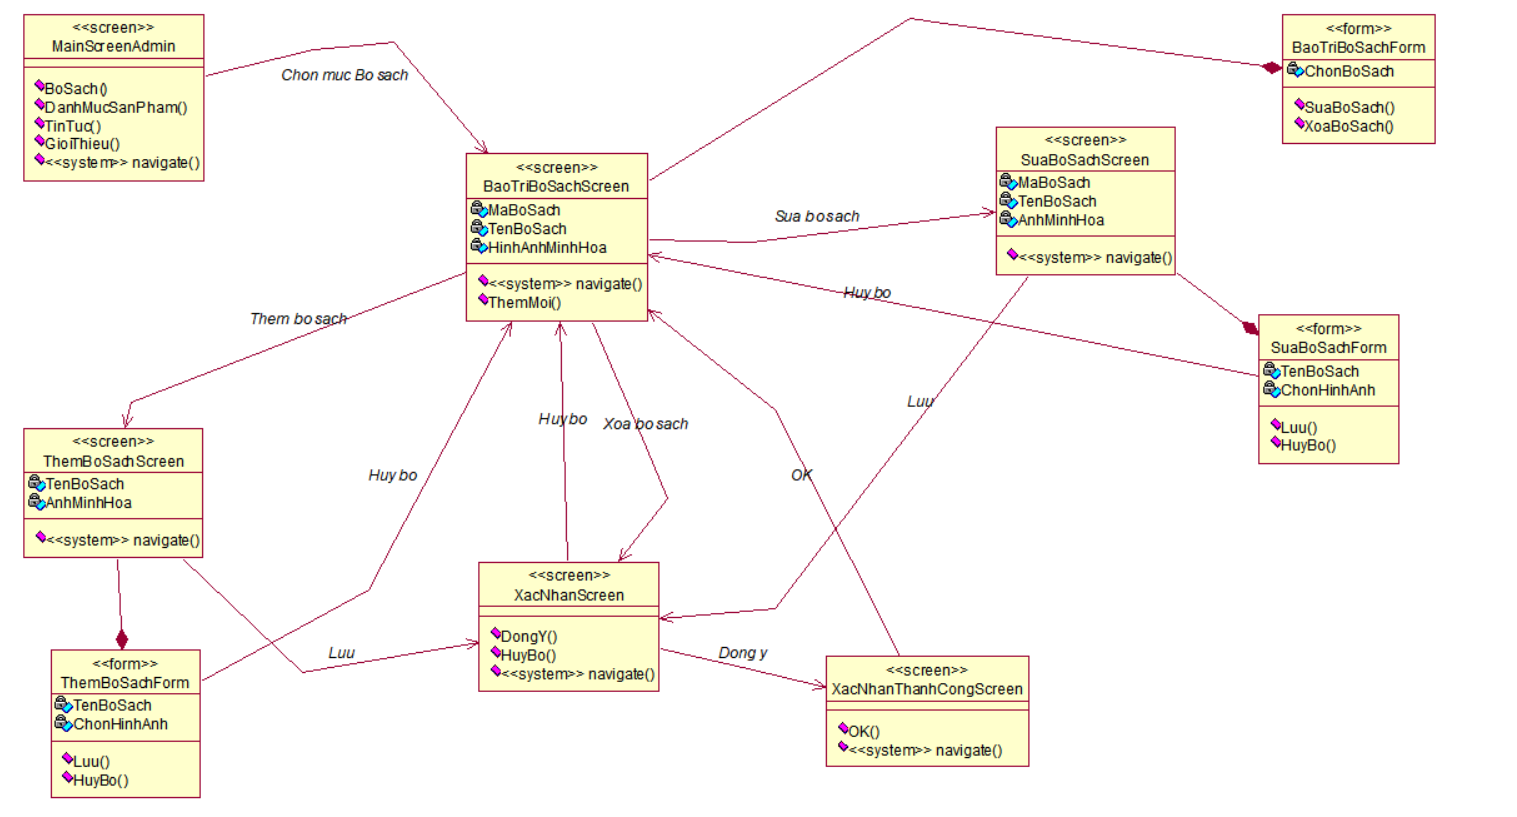 <<screen>>
MainScreenAdmin
BoSach()
DanhMucSanPham()
TinTuc()
GioiThieu()
<<system>> navigate()
Chon muc Bo sach
<<form>>
BaoTriBoSachForm
ChonBoSach
SuaBoSach()
XoaBoSach()
<<screen>>
BaoTriBoSachScreen
MaBoSach
TenBoSach
HinhAnhMinhHoa
<<system>> navigate()
ThemMoi()
Sua bo sach
<<screen>>
SuaBoSachScreen
MaBoSach
TenBoSach
AnhMinhHoa
<<system>> navigate()
Huy bo
Them bo sach
<<form>>
SuaBoSachForm
TenBoSach
ChonHinhAnh
Luu()
HuyBo()
Luu
Huy bo
Xoa bo sach
Huy bo
OK
<<screen>>
ThemBoSachScreen
TenBoSach
AnhMinhHoa
<<system>> navigate()
<<screen>>
XacNhanScreen
DongY()
HuyBo()
<<system>> navigate()
Luu
Dong y
<<form>>
ThemBoSachForm
TenBoSach
ChonHinhAnh
Luu()
HuyBo()
<<screen>>
XacNhanThanhCongScreen
OK()
<<system>> navigate()